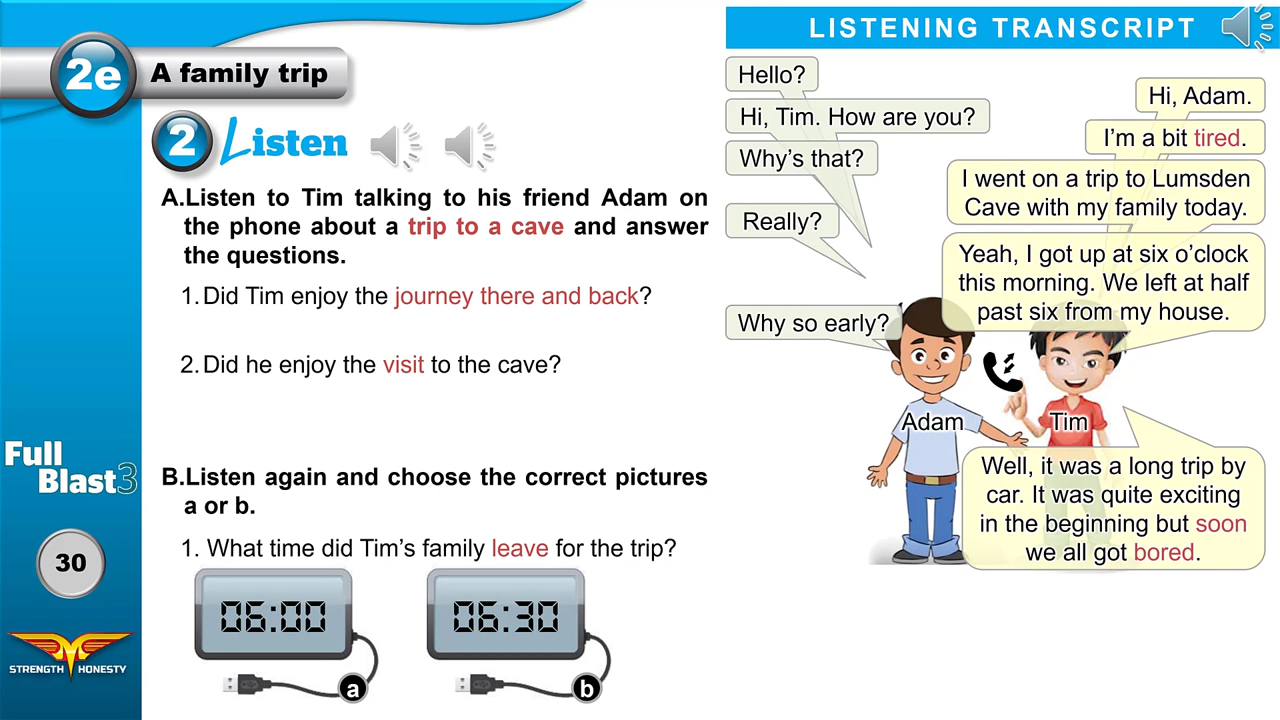 2e A family trip
2 Listen
A.Listen to Tim talking to his friend Adam on
the phone about a trip to a cave and answer
the questions.
1. Did Tim enjoy the journey there and back?
2. Did he enjoy the visit to the cave?
B.Listen again and choose the correct pictures
a or b.
1. What time did Tim's family leave for the trip?
06:00
a
06:30
b
Full
Blast3
30
STRENGTH HONESTY
LISTENING TRANSCRIPT
Hello?
Hi, Adam.
Hi, Tim. How are you?
I'm a bit tired.
Why's that?
I went on a trip to Lumsden
Cave with my family today.
Really?
Yeah, I got up at six o'clock
this morning. We left at half
past six from my house.
Why so early?
Adam
Tim
Well, it was a long trip by
car. It was quite exciting
in the beginning but soon
we all got bored.